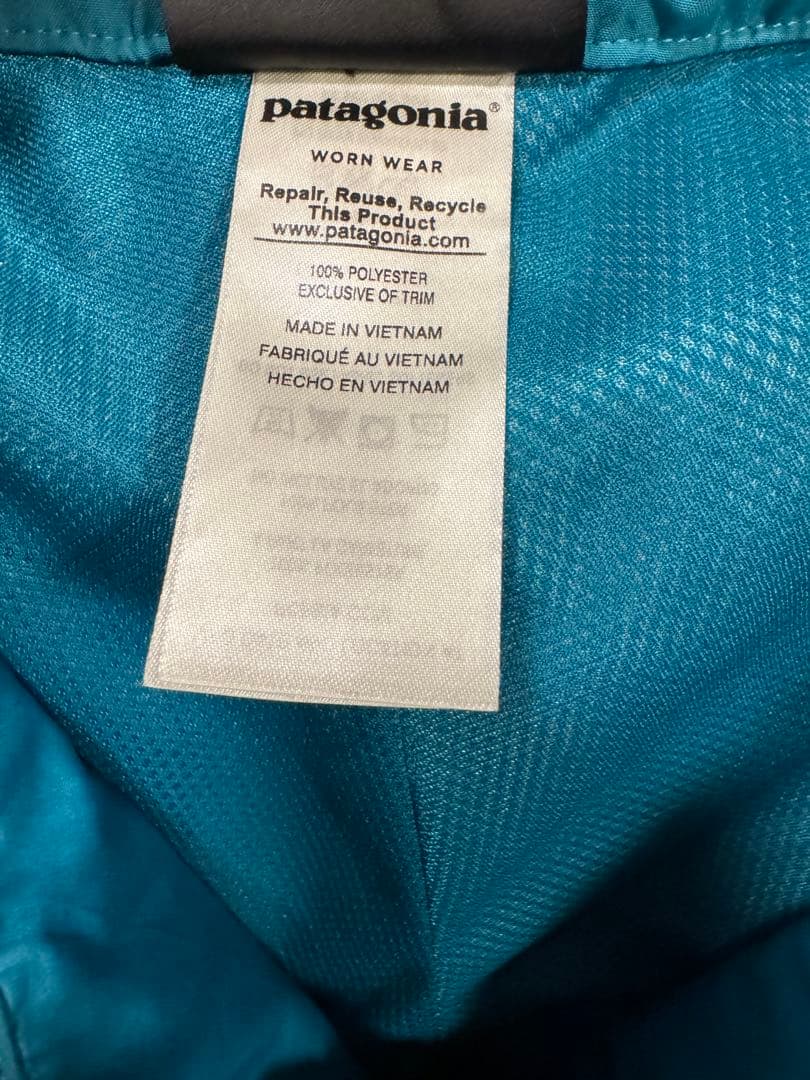 patagonia®
WORN WEAR
Repair, Reuse, Recycle
This Product
www.patagonia.com
100% POLYESTER
EXCLUSIVE OF TRIM
MADE IN VIETNAM
FABRIQUÉ AU VIETNAM
HECHO EN VIETNAM